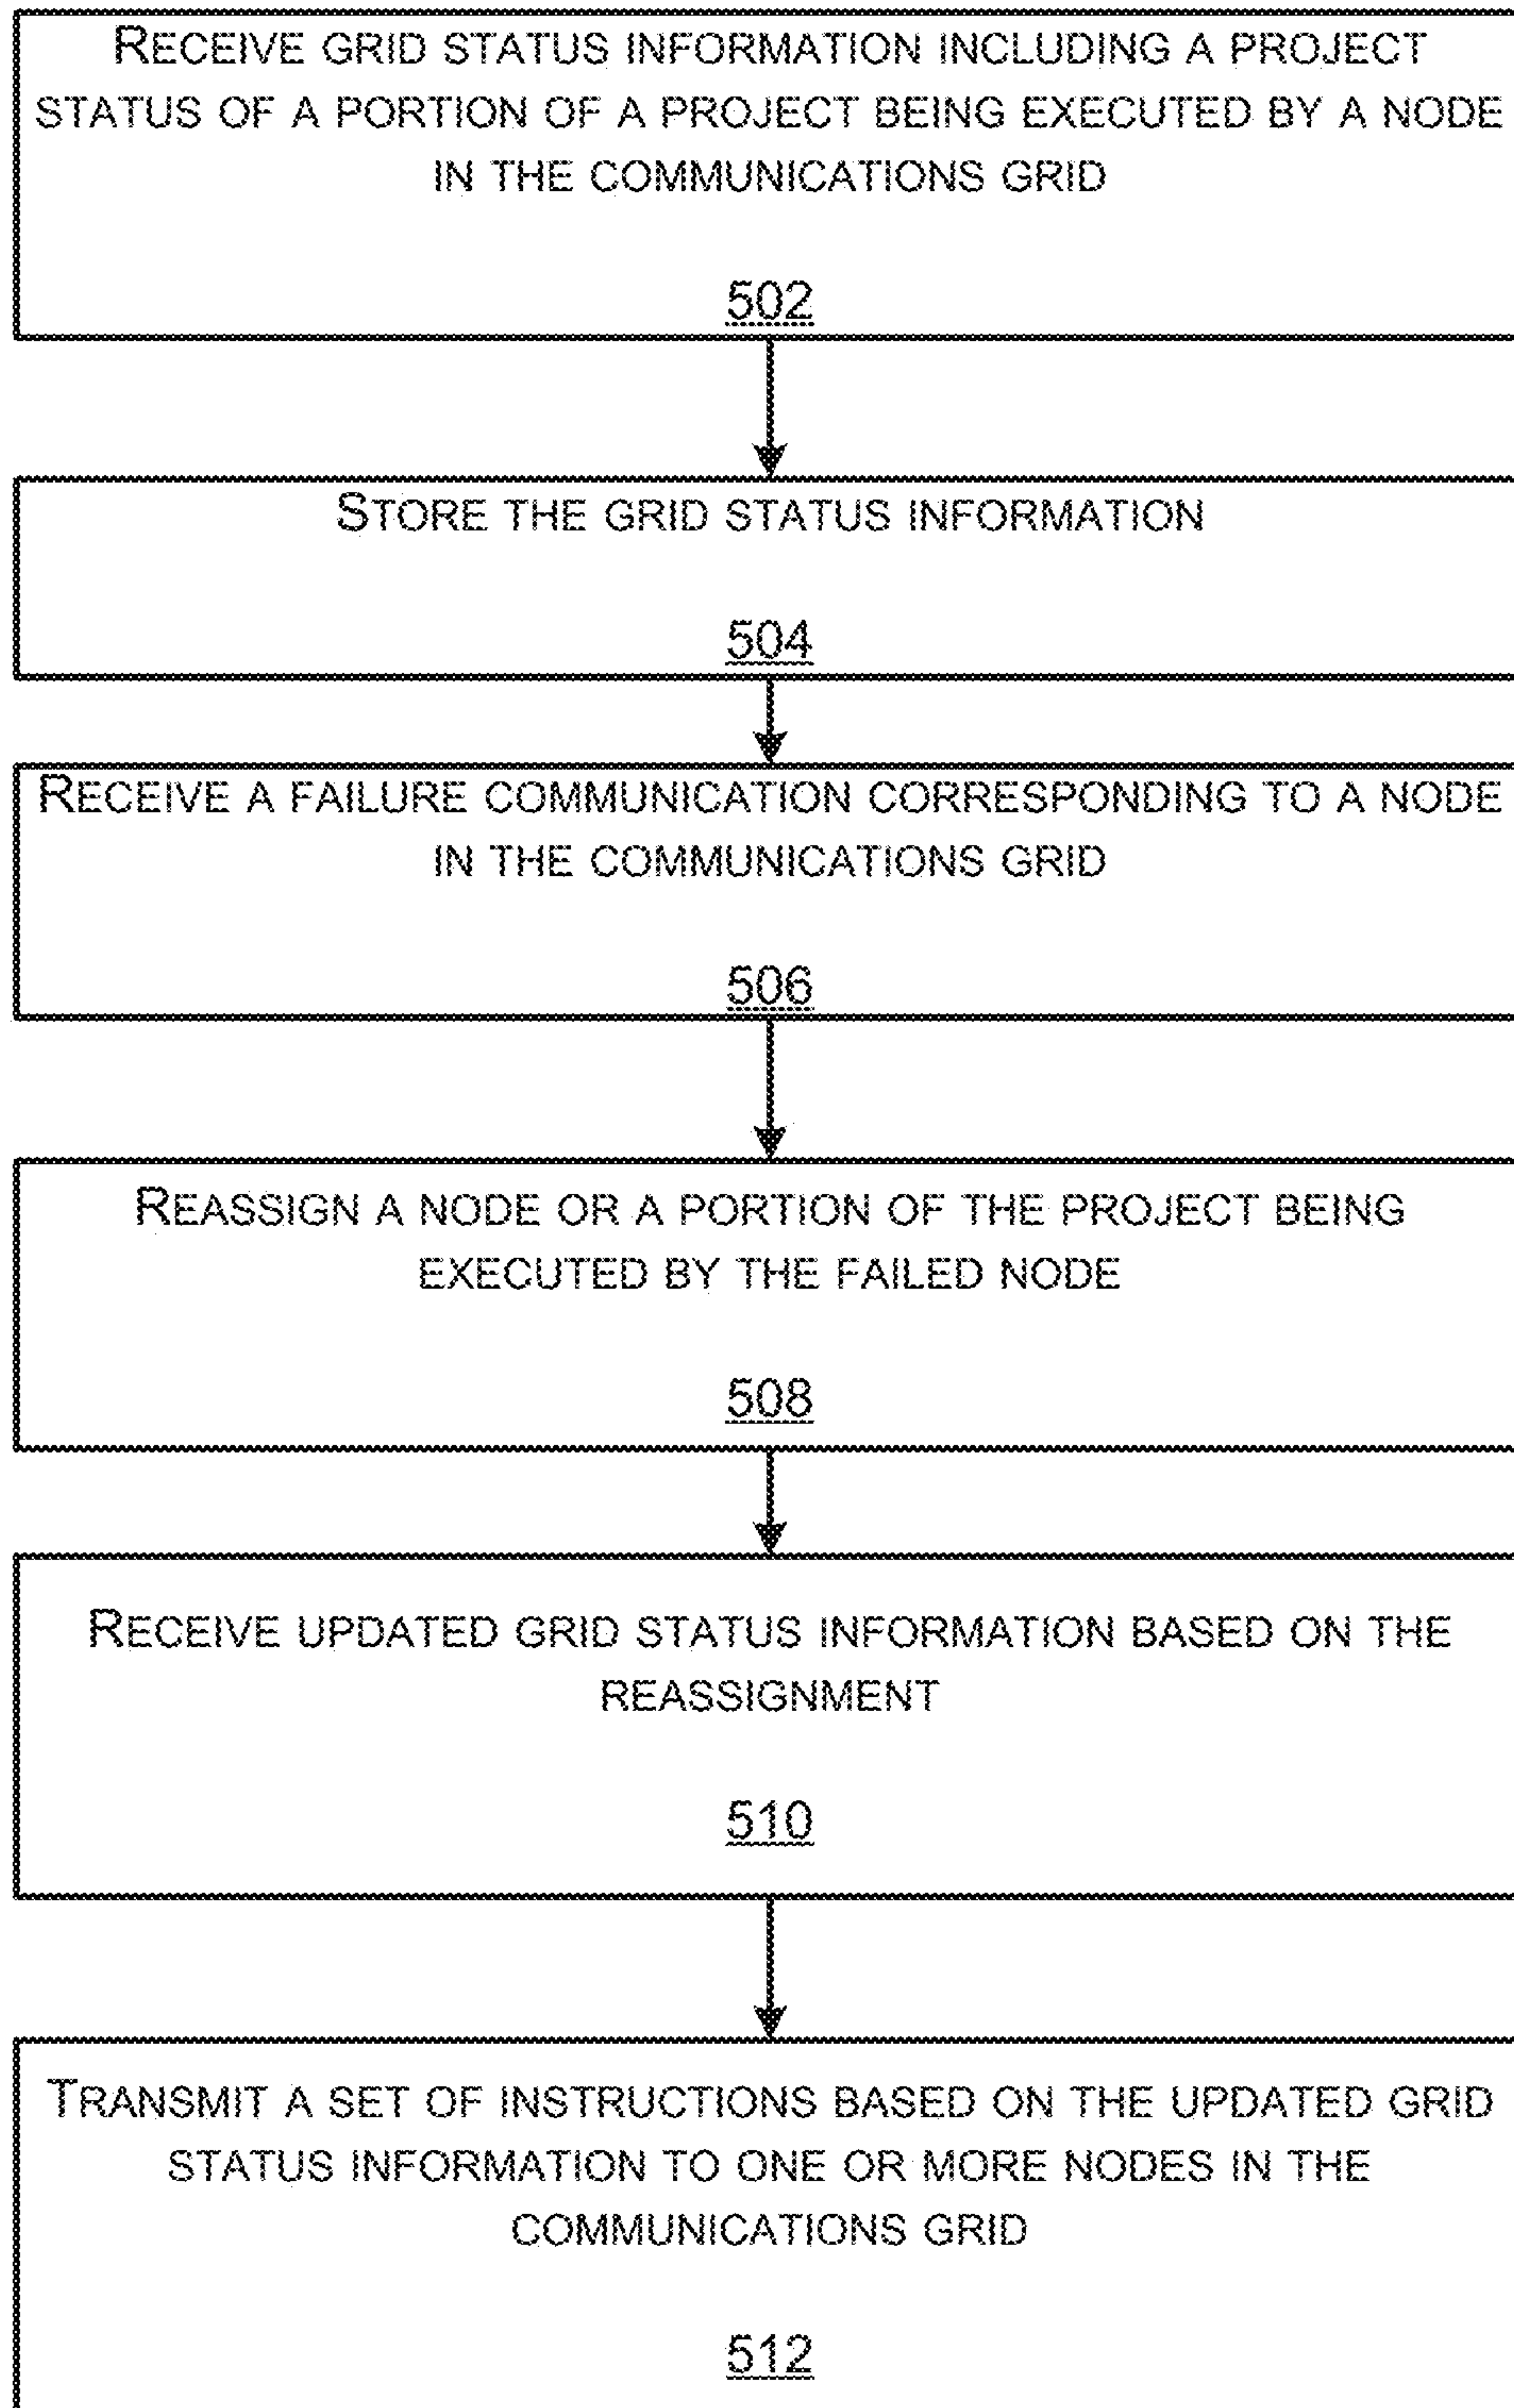 RECEIVE GRID STATUS INFORMATION INCLUDING A PROJECT
STATUS OF A PORTION OF A PROJECT BEING EXECUTED BY A NODE
IN THE COMMUNICATIONS GRID
502
STORE THE GRID STATUS INFORMATION
504
RECEIVE A FAILURE COMMUNICATION CORRESPONDING TO A NODE
IN THE COMMUNICATIONS GRID
506
REASSIGN A NODE OR A PORTION OF THE PROJECT BEING
EXECUTED BY THE FAILED NODE
508
RECEIVE UPDATED GRID STATUS INFORMATION BASED ON THE
REASSIGNMENT
510
TRANSMIT A SET OF INSTRUCTIONS BASED ON THE UPDATED GRID
STATUS INFORMATION TO ONE OR MORE NODES IN THE
COMMUNICATIONS GRID
512